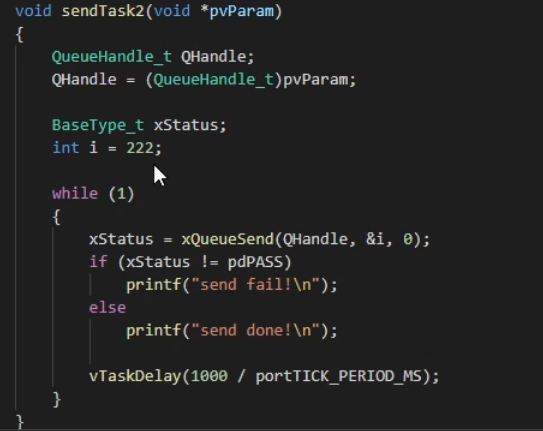 void sendTask2(void *pvParam)
{
    QueueHandle_t QHandle;
    QHandle = (QueueHandle_t)pvParam;

    BaseType_t xStatus;
    int i = 222;

    while (1)
    {
        xStatus = xQueueSend(QHandle, &i, 0);
        if (xStatus != pdPASS)
            printf("send fail!\n");
        else
            printf("send done!\n");

        vTaskDelay(1000 / portTICK_PERIOD_MS);
    }
}